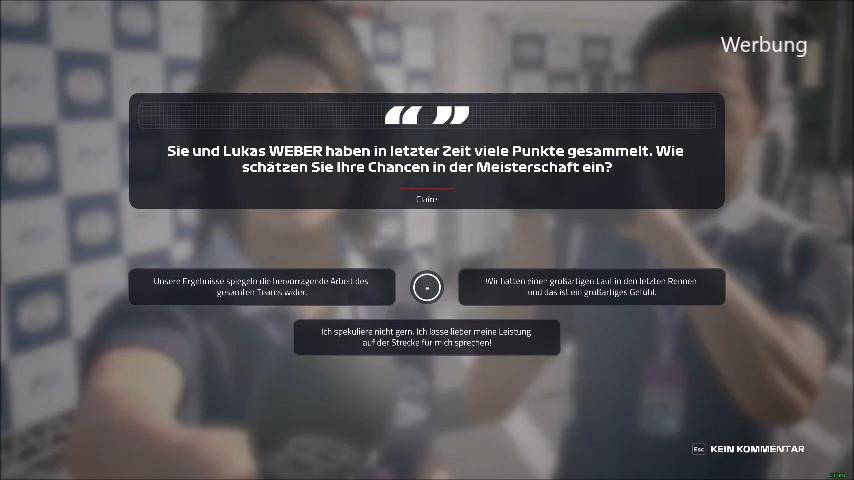 Werbung
Sie und Lukas WEBER haben in letzter Zeit viele Punkte gesammelt. Wie
schätzen Sie Ihre Chancen in der Meisterschaft ein?
Claire
Unsere Ergebnisse spiegeln die hervorragende Arbeit des
gesamten Teams wider.
Wir hatten einen großartigen Lauf in den letzten Rennen
und das ist ein großartiges Gefühl.
Ich spekuliere nicht gern. Ich lasse lieber meine Leistung
auf der Strecke für mich sprechen!
Esc KEIN KOMMENTAR